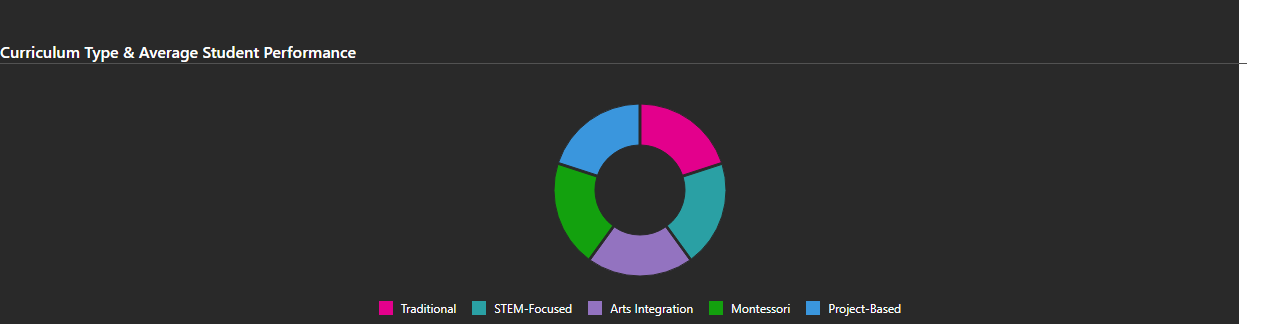 Curriculum Type & Average Student Performance
Traditional STEM-Focused Arts Integration Montessori Project-Based